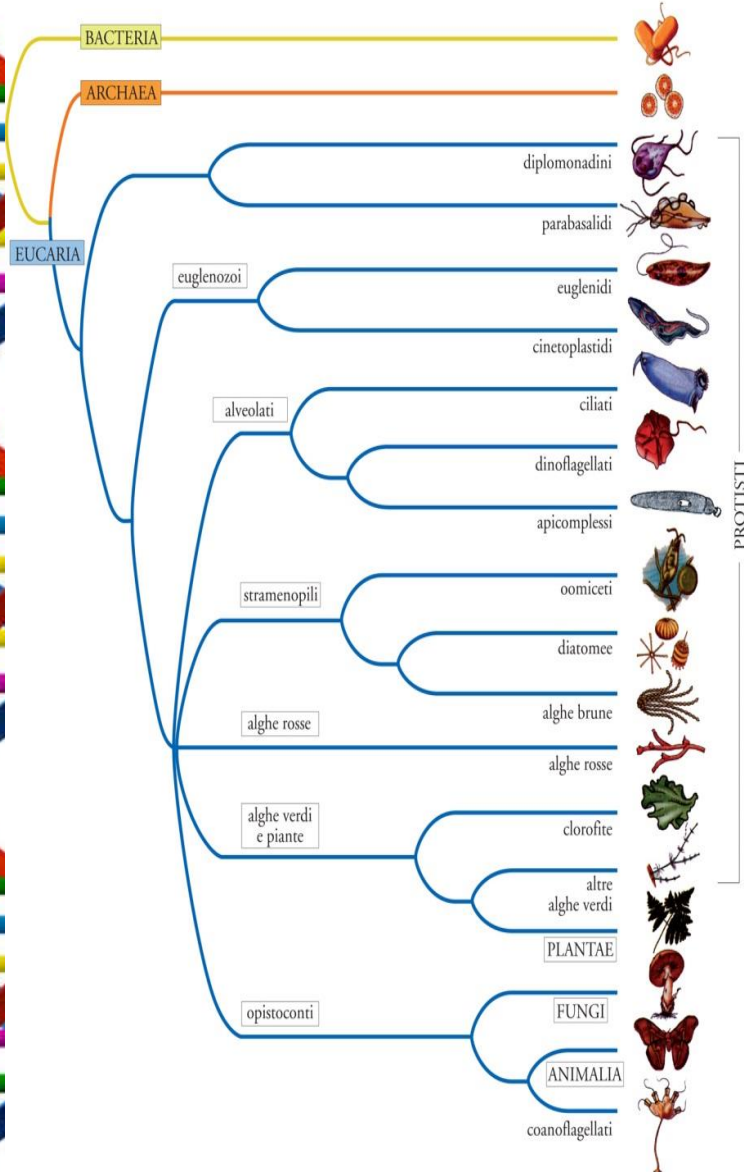 BACTERIA
ARCHAEA
EUCARIA
diplomonadini
parabasalidi
euglenozoi
euglenidi
cinetoplastidi
alveolati
ciliati
dinoflagellati
apicomplessi
PROTISTI
stramenopili
oomiceti
diatomee
alghe brune
alghe rosse
alghe rosse
alghe verdi
e piante
clorofite
altre
alghe verdi
PLANTAE
opistoconti
FUNGI
ANIMALIA
coanoflagellati